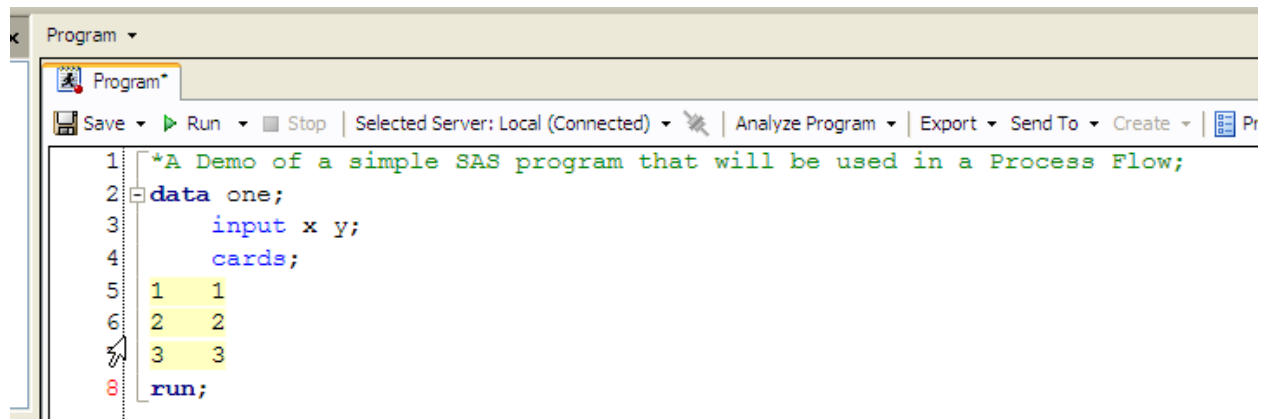 x Program
Program*
Save Run Stop Selected Server: Local (Connected) Analyze Program Export Send To Create Pr
1 *A Demo of a simple SAS program that will be used in a Process Flow;
2 data one;
3 input x y;
4 cards;
5 1 1
6 2 2
7 3 3
8 run;